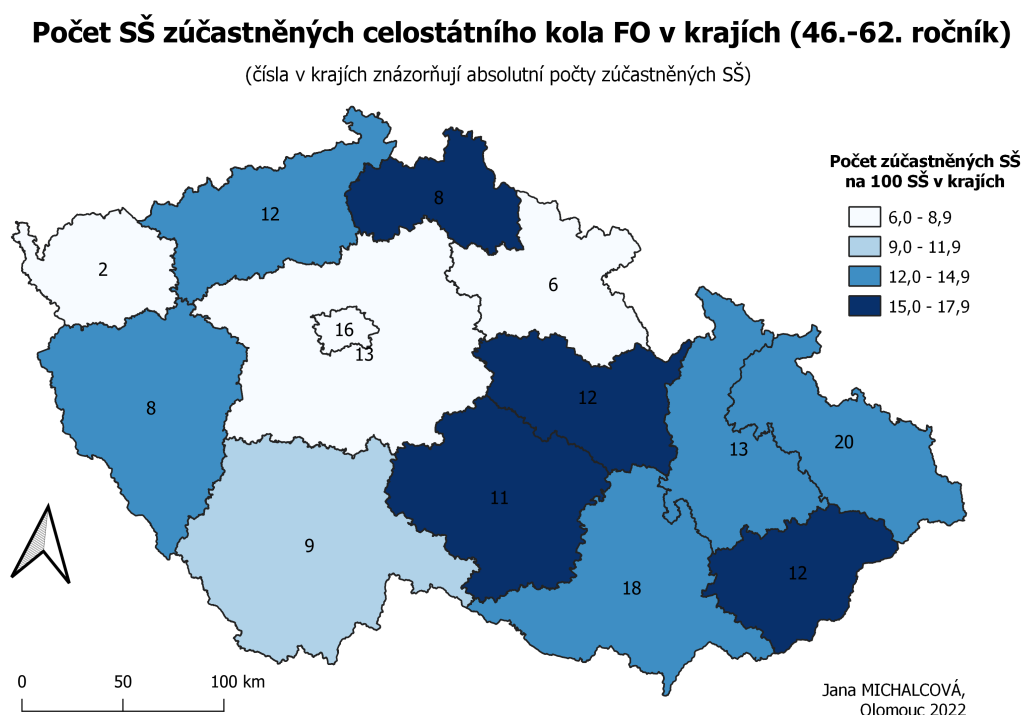 Počet SŠ zúčastněných celostátního kola FO v krajích (46.-62. ročník)
(čísla v krajích znázorňují absolutní počty zúčastněných SŠ)
Počet zúčastněných SŠ
na 100 SŠ v krajích
6,0 - 8,9
9,0 - 11,9
12,0 - 14,9
15,0 - 17,9
8
12
2
6
16
13
12
8
20
13
11
9
12
18
0 50 100 km
Jana MICHALCOVÁ,
Olomouc 2022